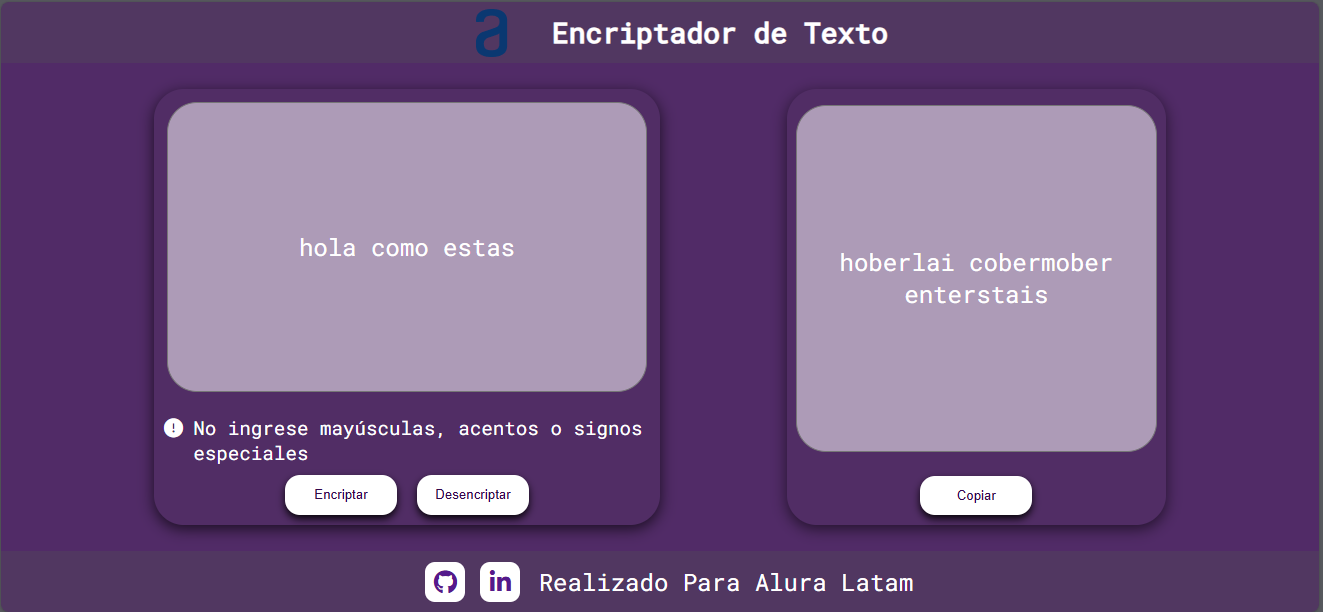 a Encriptador de Texto
hola como estas
No ingrese mayúsculas, acentos o signos
especiales
Encriptar Desencriptar
hoberlai cobermober
enterstais
Copiar
in Realizado Para Alura Latam